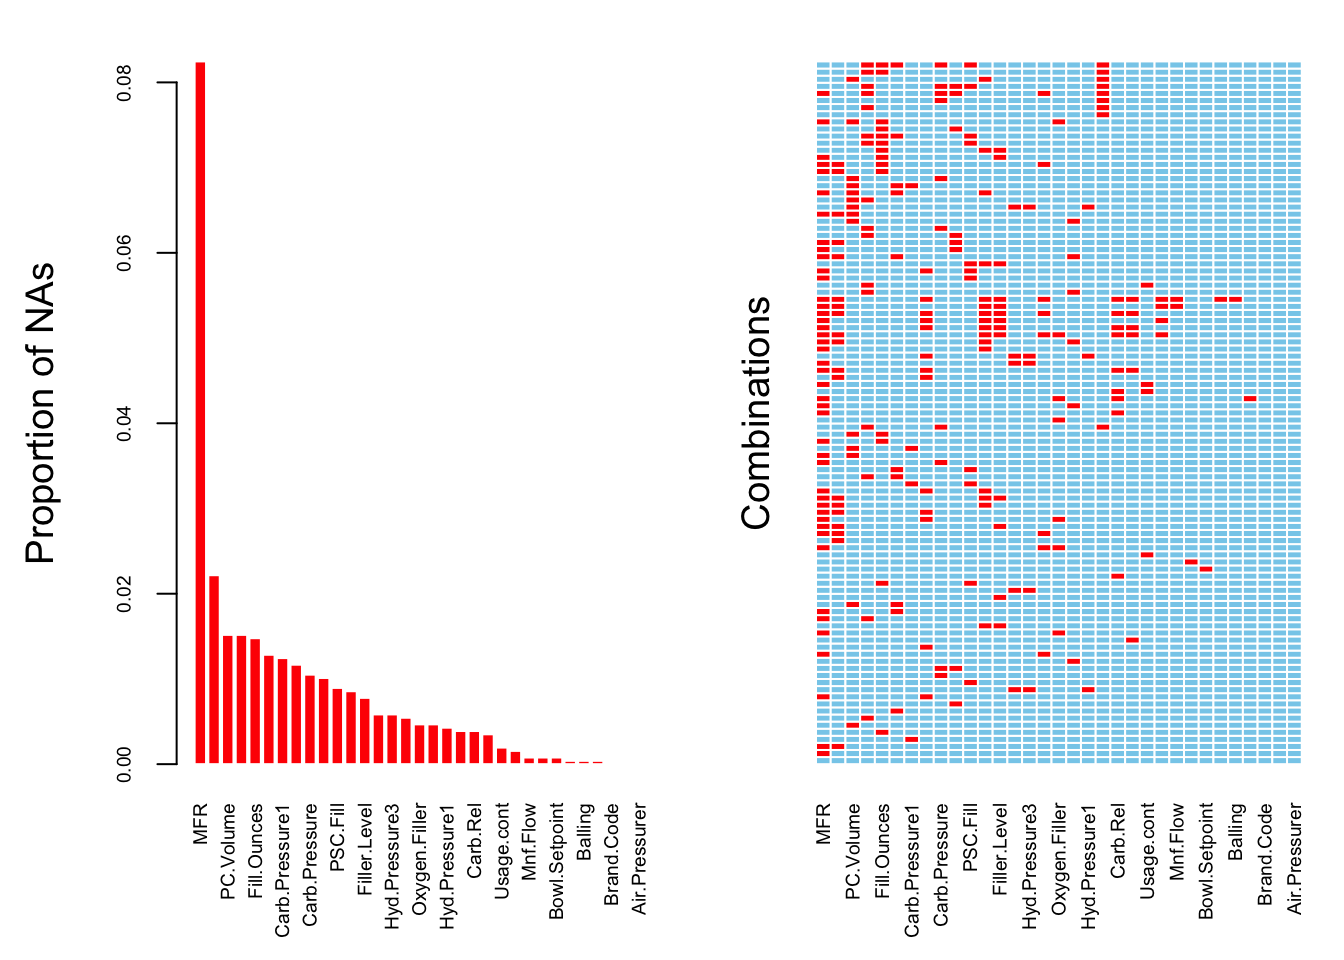 Proportion of NAs
0.08
0.06
0.04
0.02
0.00
MFR
PC.Volume
Fill.Ounces
Carb.Pressure1
Carb.Pressure
PSC.Fill
Filler.Level
Hyd.Pressure3
Oxygen.Filler
Hyd.Pressure1
Carb.Rel
Usage.cont
Mnf.Flow
Bowl.Setpoint
Balling
Brand.Code
Air.Pressurer
Combinations
MFR
PC.Volume
Fill.Ounces
Carb.Pressure1
Carb.Pressure
PSC.Fill
Filler.Level
Hyd.Pressure3
Oxygen.Filler
Hyd.Pressure1
Carb.Rel
Usage.cont
Mnf.Flow
Bowl.Setpoint
Balling
Brand.Code
Air.Pressurer